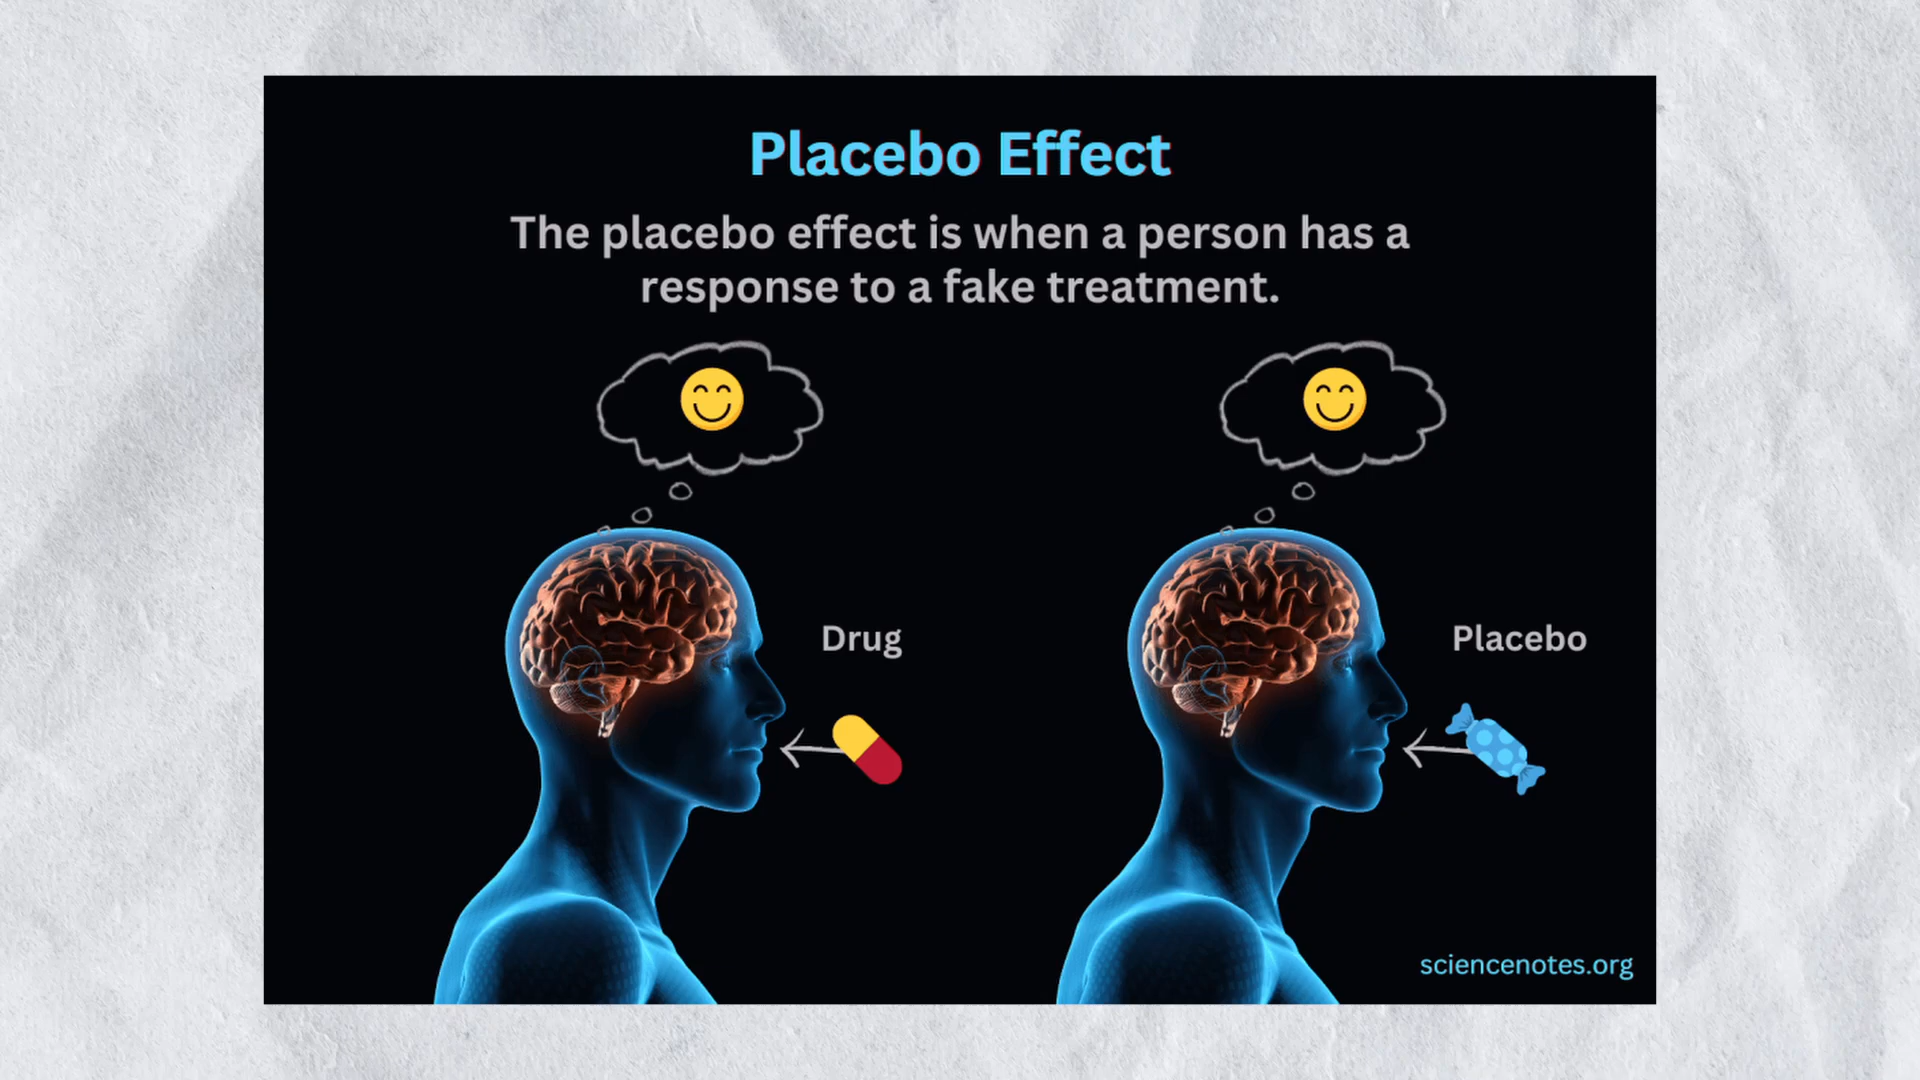 Placebo Effect
The placebo effect is when a person has a
response to a fake treatment.
Drug
Placebo
sciencenotes.org